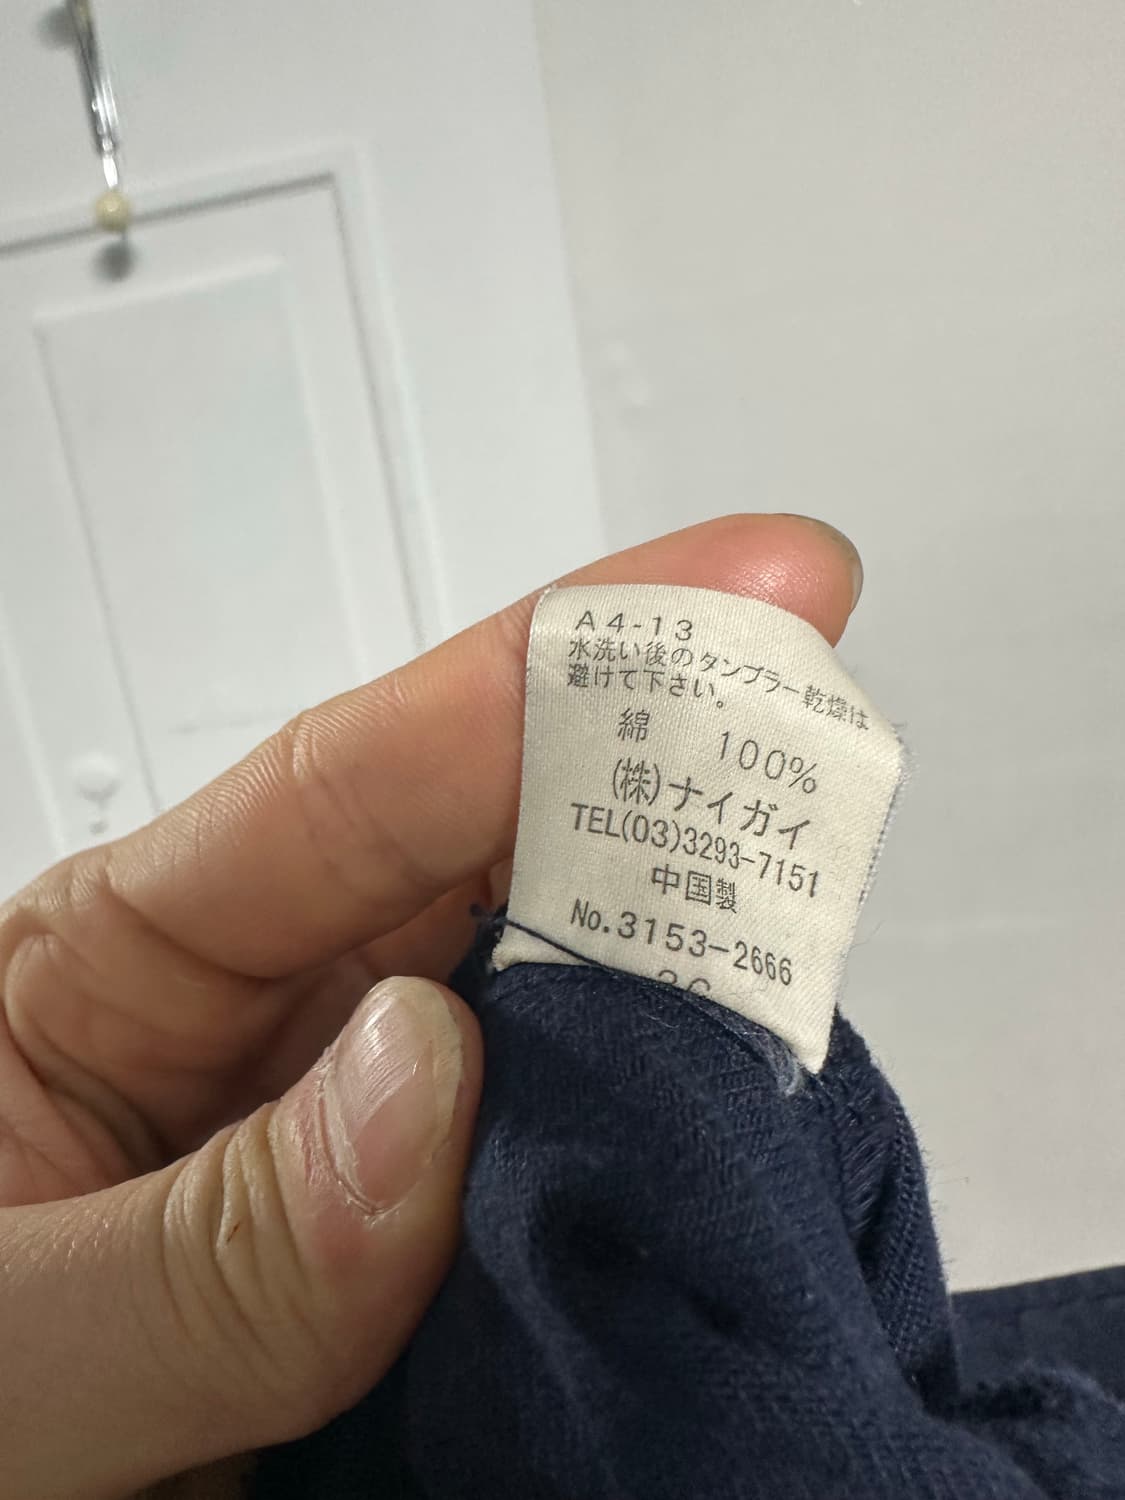 A4-13
水洗い後のタンブラー乾燥は
避けて下さい。
綿 100%
(株)ナイガイ
TEL(03)3293-7151
中国製
No.3153-2666